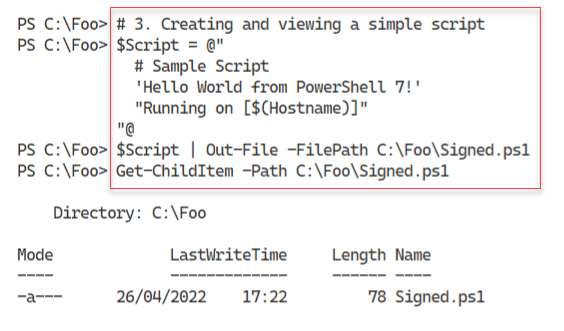 PS C:\Foo> # 3. Creating and viewing a simple script
PS C:\Foo> $Script = @"
  # Sample Script
  'Hello World from PowerShell 7!'
  "Running on [$(Hostname)]"
"@
PS C:\Foo> $Script | Out-File -FilePath C:\Foo\Signed.ps1
PS C:\Foo> Get-ChildItem -Path C:\Foo\Signed.ps1
Directory: C:\Foo
Mode LastWriteTime Length Name
---- ------------- ------ ----
-a--- 26/04/2022 17:22 78 Signed.ps1